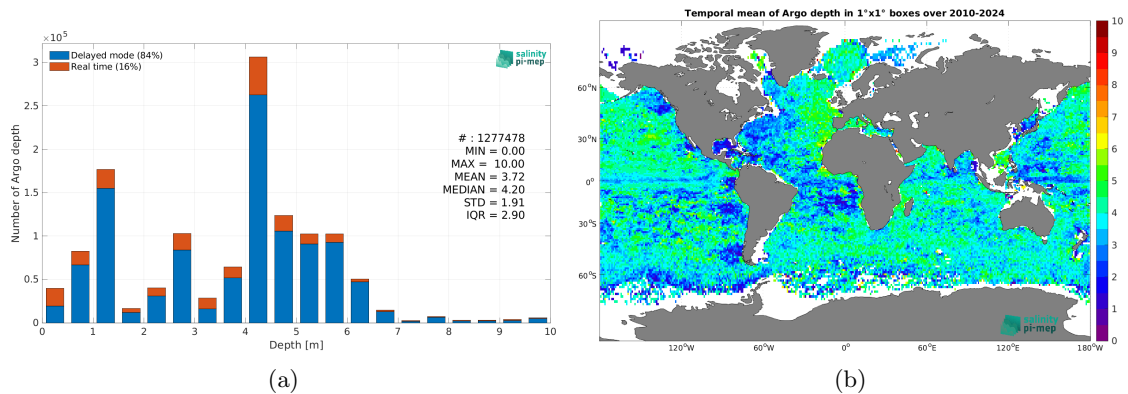 ×10⁵
Delayed mode (84%)
Real time (16%)
salinity
pi-mep
3
2.5
2
1.5
1
0.5
0
Number of Argo depth
# : 1277478
MIN = 0.00
MAX = 10.00
MEAN = 3.72
MEDIAN = 4.20
STD = 1.91
IQR = 2.90
0 1 2 3 4 5 6 7 8 9 10
Depth [m]
(a)
Temporal mean of Argo depth in 1°x1° boxes over 2010-2024
60°N
30°N
0°
30°S
60°S
120°W 60°W 0° 60°E 120°E 180°W
salinity
pi-mep
10
9
8
7
6
5
4
3
2
1
0
(b)